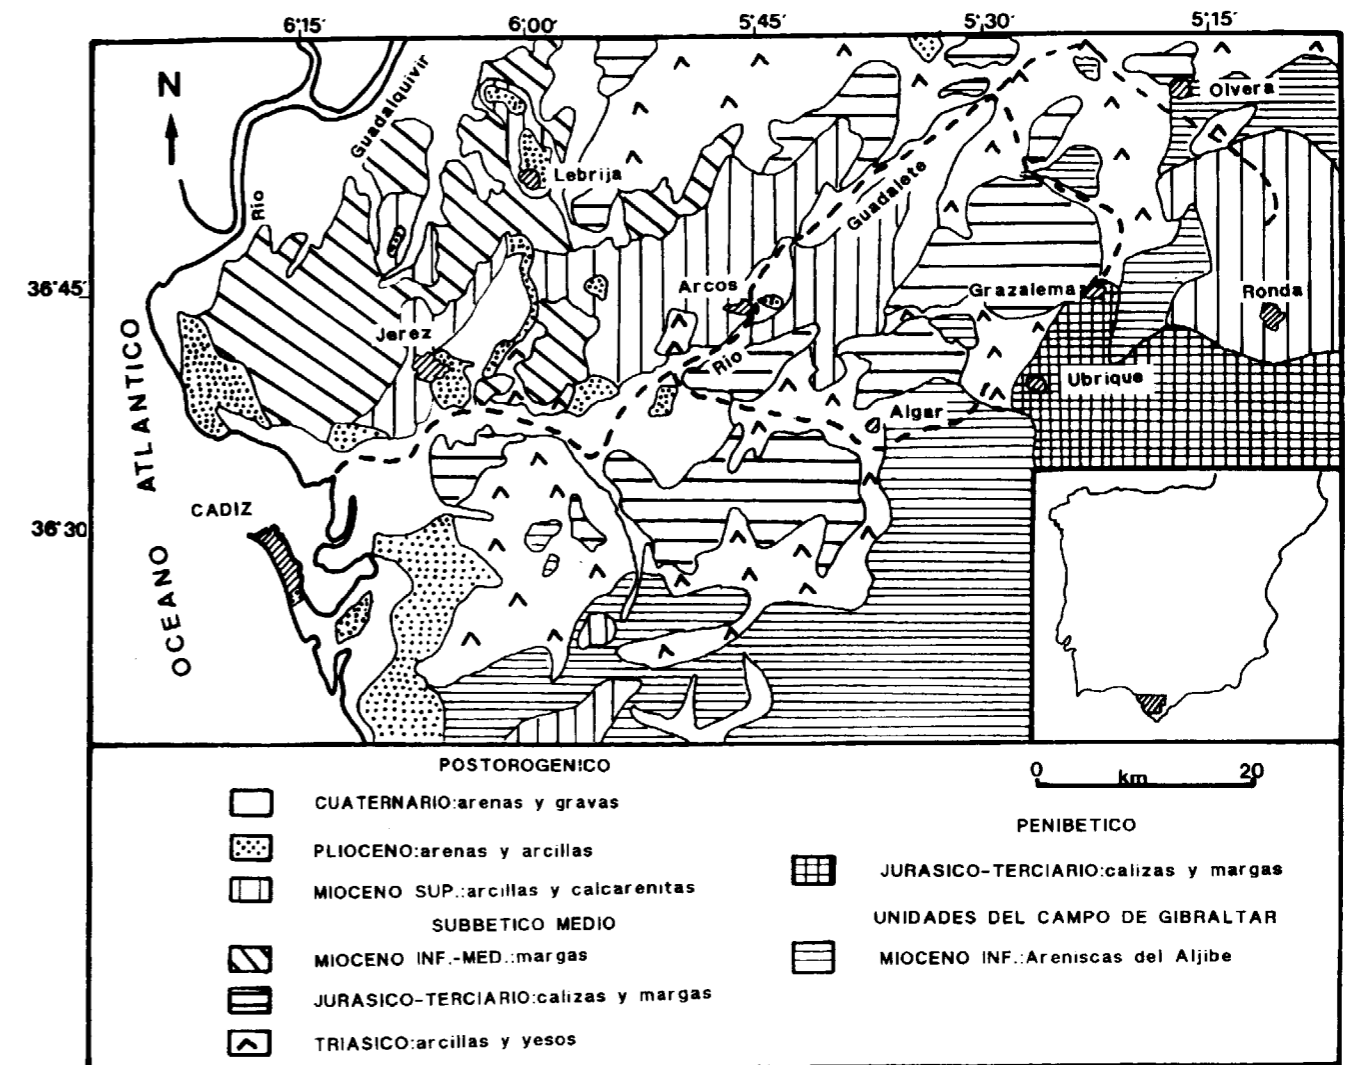 6°15′ 6°00′ 5°45′ 5°30′ 5°15′
N
Rio Guadalquivir
Olvera
Lebrija
Rio Guadalete
36°45′
Arcos
Grazalema
Ronda
Jerez
Ubrique
Algar
OCEANO ATLANTICO
CADIZ
36°30
POSTOROGENICO
CUATERNARIO:arenas y gravas
PLIOCENO:arenas y arcillas
MIOCENO SUP.:arcillas y calcarenitas
SUBBETICO MEDIO
MIOCENO INF.-MED.:margas
JURASICO-TERCIARIO:calizas y margas
TRIASICO:arcillas y yesos
0 km 20
PENIBETICO
JURASICO-TERCIARIO:calizas y margas
UNIDADES DEL CAMPO DE GIBRALTAR
MIOCENO INF.:Areniscas del Aljibe